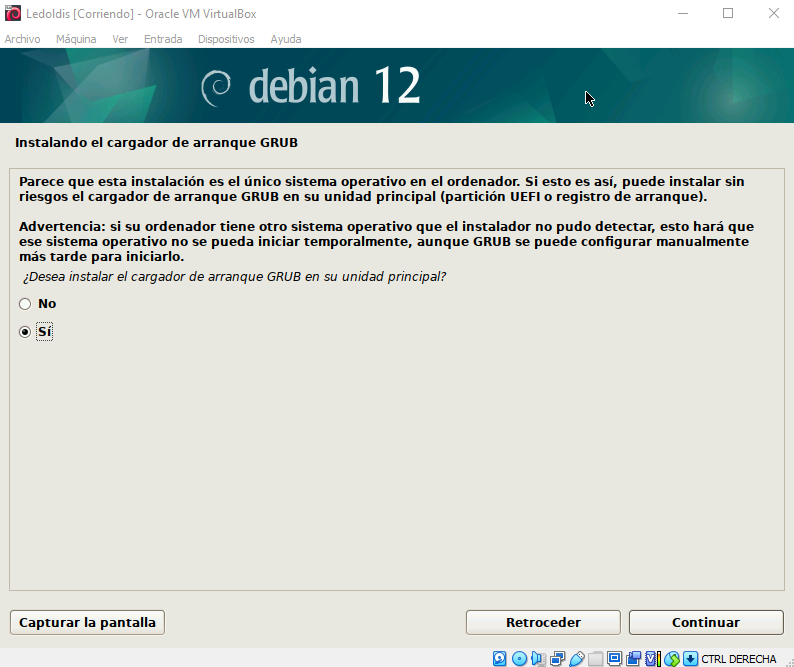 Ledoldis [Corriendo] - Oracle VM VirtualBox
Archivo Máquina Ver Entrada Dispositivos Ayuda
debian 12
Instalando el cargador de arranque GRUB
Parece que esta instalación es el único sistema operativo en el ordenador. Si esto es así, puede instalar sin
riesgos el cargador de arranque GRUB en su unidad principal (partición UEFI o registro de arranque).
Advertencia: si su ordenador tiene otro sistema operativo que el instalador no pudo detectar, esto hará que
ese sistema operativo no se pueda iniciar temporalmente, aunque GRUB se puede configurar manualmente
más tarde para iniciarlo.
¿Desea instalar el cargador de arranque GRUB en su unidad principal?
No
Sí
Capturar la pantalla Retroceder Continuar
CTRL DERECHA